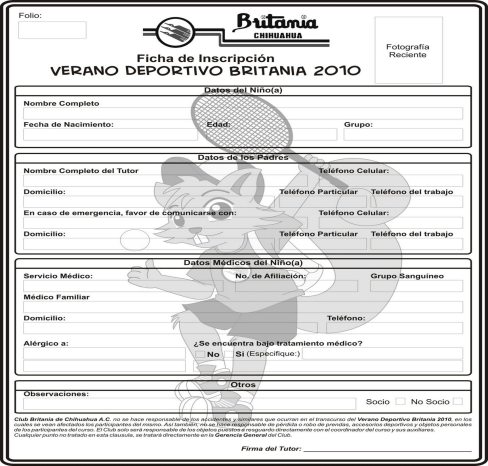 Folio:
Britania
CHIHUAHUA
Fotografía
Reciente
Ficha de Inscripción
VERANO DEPORTIVO BRITANIA 2010
Datos del Niño(a)
Nombre Completo
Fecha de Nacimiento: Edad: Grupo:
Datos de los Padres
Nombre Completo del Tutor Teléfono Celular:
Domicilio: Teléfono Particular Teléfono del trabajo
En caso de emergencia, favor de comunicarse con: Teléfono Celular:
Domicilio: Teléfono Particular Teléfono del trabajo
Datos Médicos del Niño(a)
Servicio Médico: No. de Afiliación: Grupo Sanguineo
Médico Familiar
Domicilio: Teléfono:
Alérgico a: ¿Se encuentra bajo tratamiento médico?
No Si (Especifique:)
Otros
Observaciones:
Socio No Socio
Club Britania de Chihuahua A.C. no se hace responsable de los accidentes y similares que ocurran en el transcurso del Verano Deportivo Britania 2010, en los
cuales se vean afectados los participantes del mismo. Así también, no se hace responsable de pérdida o robo de prendas, accesorios deportivos y objetos personales
de los participantes del curso. El Club solo será responsable de los objetos puestos a resguardo directamente con el coordinador del curso y sus auxiliares.
Cualquier punto no tratado en esta clausula, se tratará directamente en la Gerencia General del Club.
Firma del Tutor: